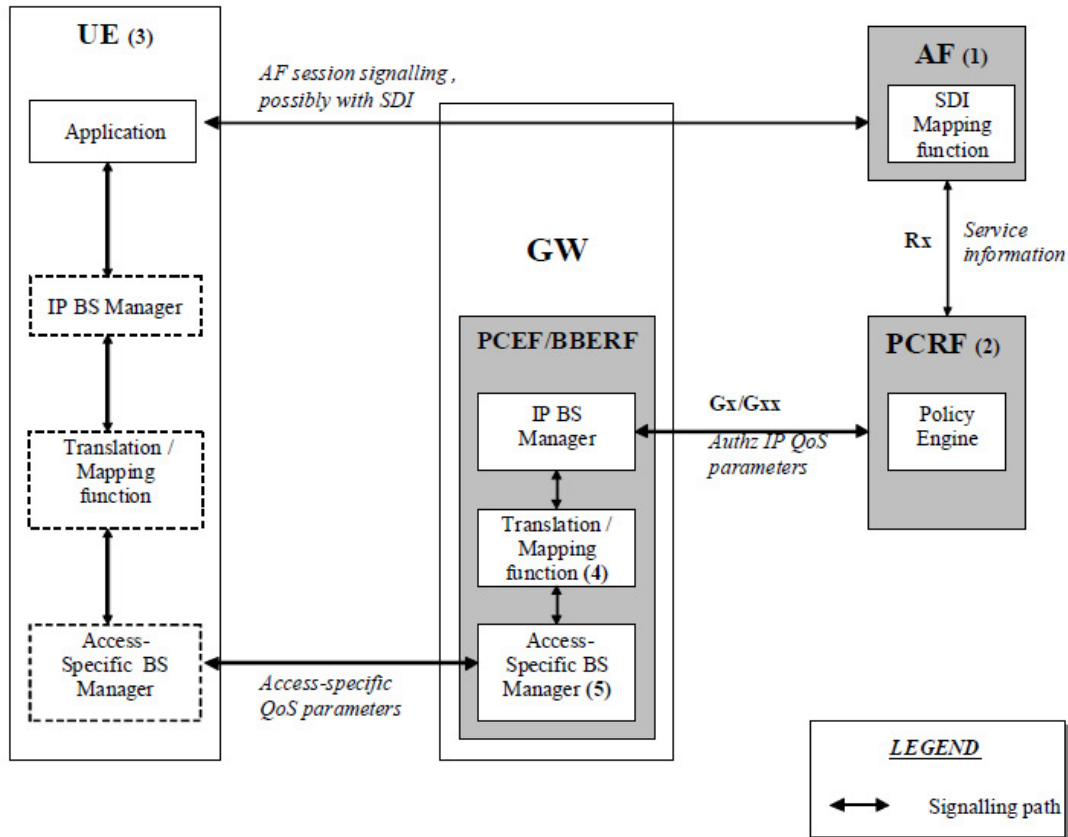 UE (3)
Application
IP BS Manager
Translation /
Mapping
function
Access-
Specific BS
Manager
AF session signalling ,
possibly with SDI
Access-specific
QoS parameters
GW
PCEF/BBERF
IP BS
Manager
Translation /
Mapping
function (4)
Access-
Specific BS
Manager (5)
Gx/Gxx
Authz IP QoS
parameters
AF (1)
SDI
Mapping
function
Rx
Service
information
PCRF (2)
Policy
Engine
LEGEND
Signalling path